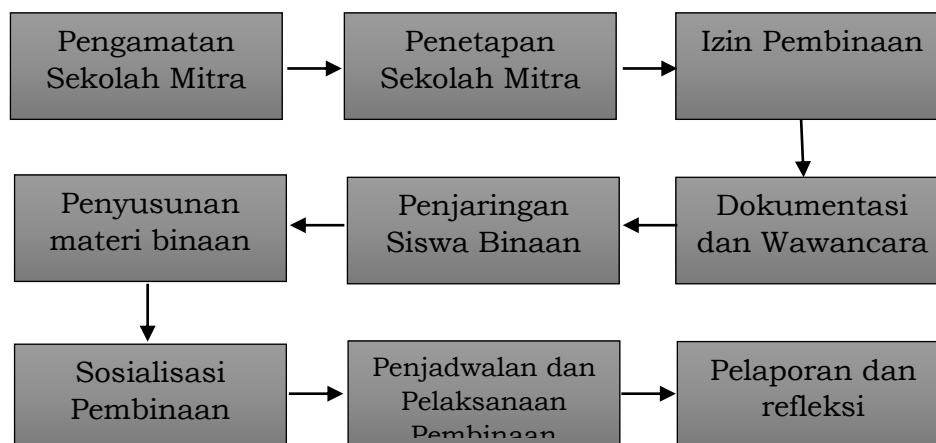 Pengamatan
Sekolah Mitra
Penetapan
Sekolah Mitra
Izin Pembinaan
Dokumentasi
dan Wawancara
Penjaringan
Siswa Binaan
Penyusunan
materi binaan
Sosialisasi
Pembinaan
Penjadwalan dan
Pelaksanaan
Pembinaan
Pelaporan dan
refleksi